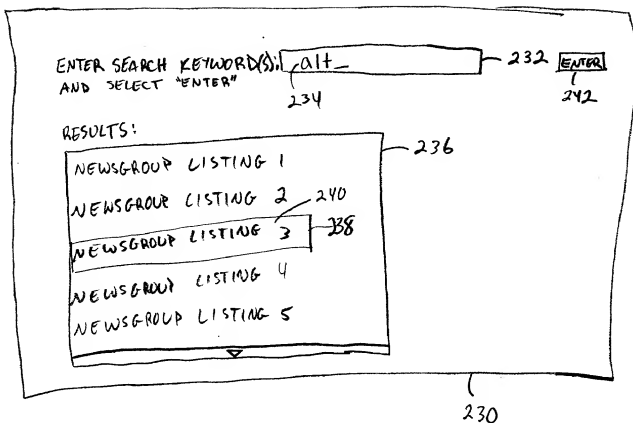 ENTER SEARCH KEYWORD(S): alt_ 232 ENTER
AND SELECT "ENTER"
234
242
RESULTS:
236
NEWSGROUP LISTING 1
NEWSGROUP LISTING 2
240
NEWSGROUP LISTING 3
238
NEWSGROUP LISTING 4
NEWSGROUP LISTING 5
230